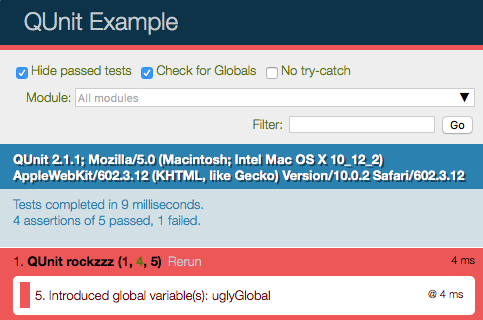 QUnit Example
Hide passed tests Check for Globals No try-catch
Module: All modules
Filter: Go
QUnit 2.1.1; Mozilla/5.0 (Macintosh; Intel Mac OS X 10_12_2)
AppleWebKit/602.3.12 (KHTML, like Gecko) Version/10.0.2 Safari/602.3.12
Tests completed in 9 milliseconds.
4 assertions of 5 passed, 1 failed.
1. QUnit rockzzz (1, 4, 5) Rerun 4 ms
5. Introduced global variable(s): uglyGlobal @ 4 ms